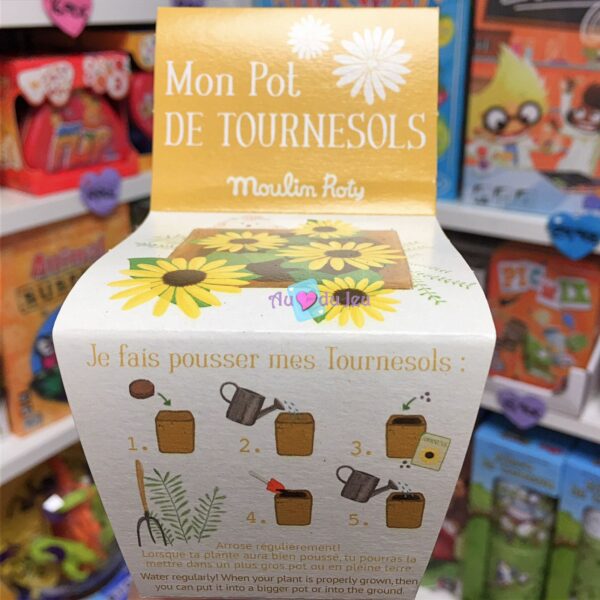 Mon Pot
DE TOURNESOLS
Moulin Roty
Au du Jeu
Je fais pousser mes Tournesols :
1.
2.
3.
4.
5.
Arrose régulièrement!
Lorsque ta plante aura bien poussé, tu pourras la
mettre dans un plus gros pot ou en pleine terre.
Water regularly! When your plant is properly grown, then
you can put it into a bigger pot or into the ground.